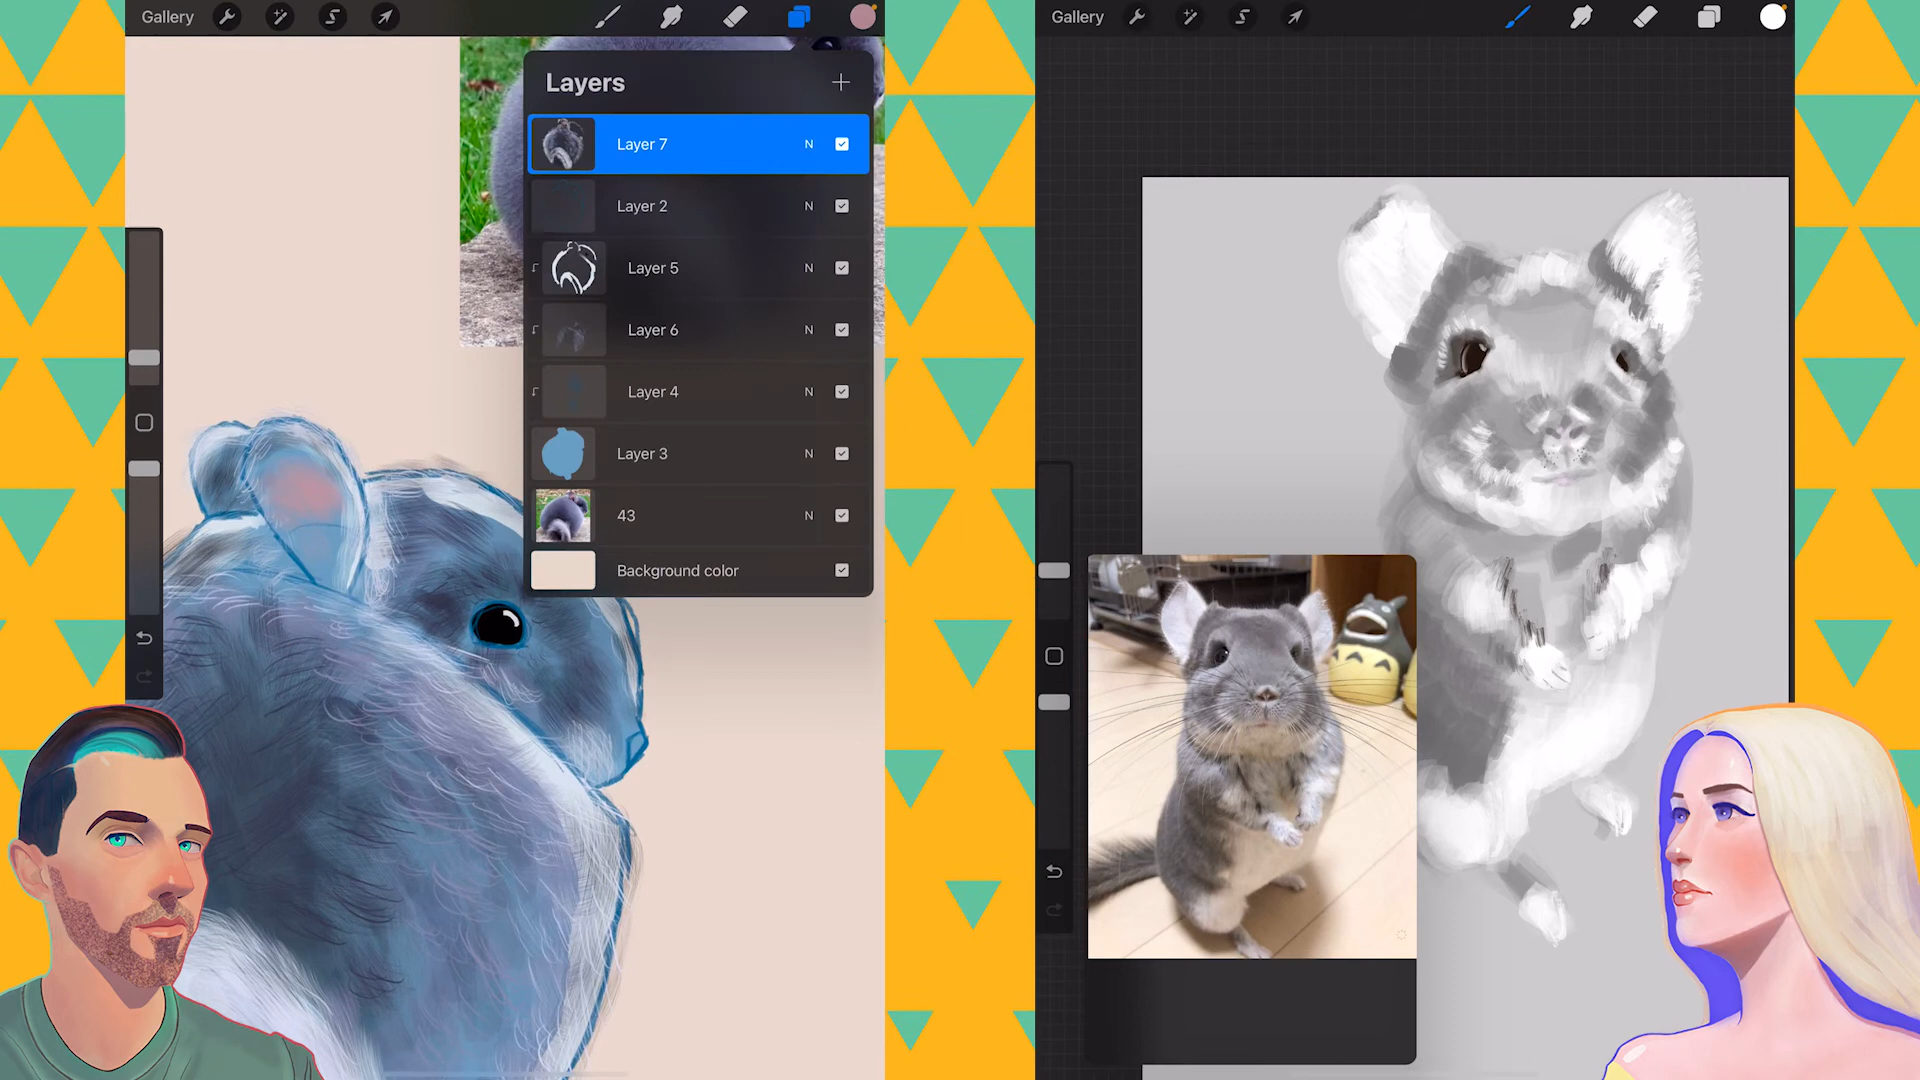 Gallery
Layers
Layer 7 N
Layer 2 N
Layer 5 N
Layer 6 N
Layer 4 N
Layer 3 N
43 N
Background color
Gallery